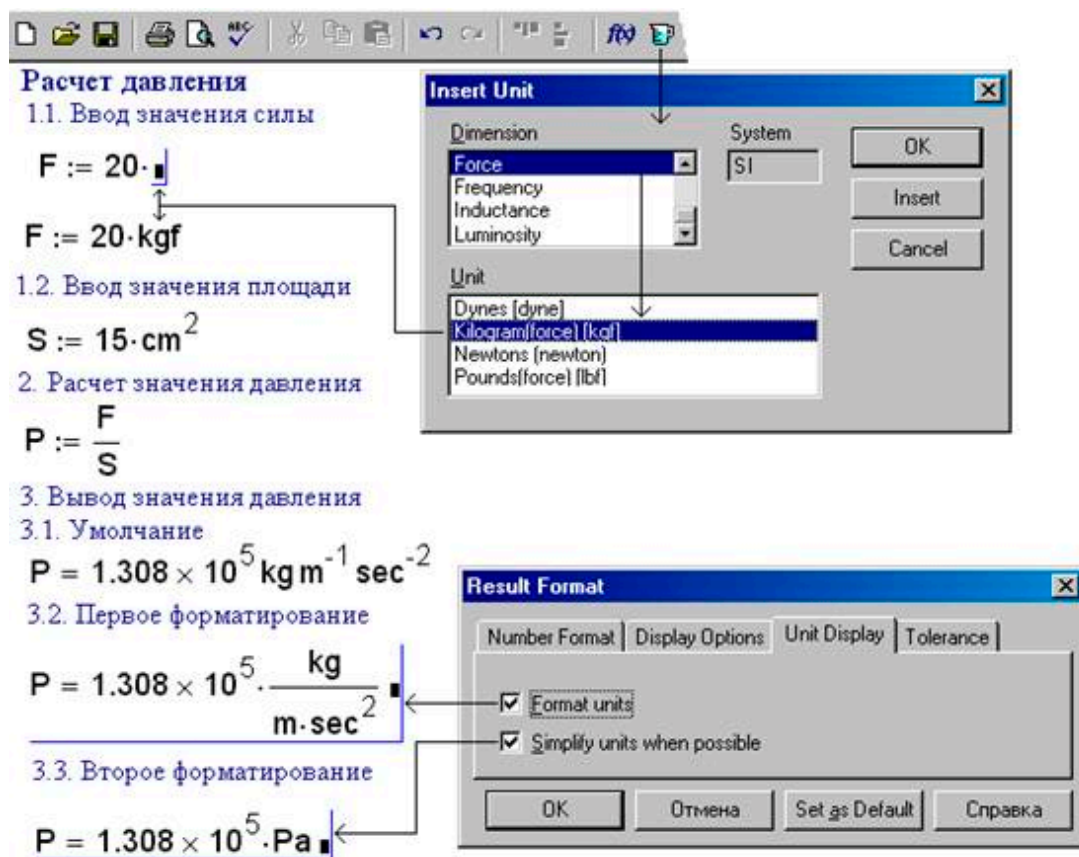 ABC
f(x)
Расчет давления
1.1. Ввод значения силы
F := 20·
F := 20·kgf
1.2. Ввод значения площади
S := 15·cm²
2. Расчет значения давления
P := F/S
3. Вывод значения давления
3.1. Умолчание
P = 1.308 × 10⁵ kg m⁻¹ sec⁻²
3.2. Первое форматирование
P = 1.308 × 10⁵· kg/m·sec²
3.3. Второе форматирование
P = 1.308 × 10⁵·Pa
Insert Unit
Dimension
Force
Frequency
Inductance
Luminosity
System
SI
OK
Insert
Cancel
Unit
Dynes [dyne]
Kilogram(force) [kgf]
Newtons (newton)
Pounds(force) [lbf]
Result Format
Number Format
Display Options
Unit Display
Tolerance
Format units
Simplify units when possible
OK
Отмена
Set as Default
Справка